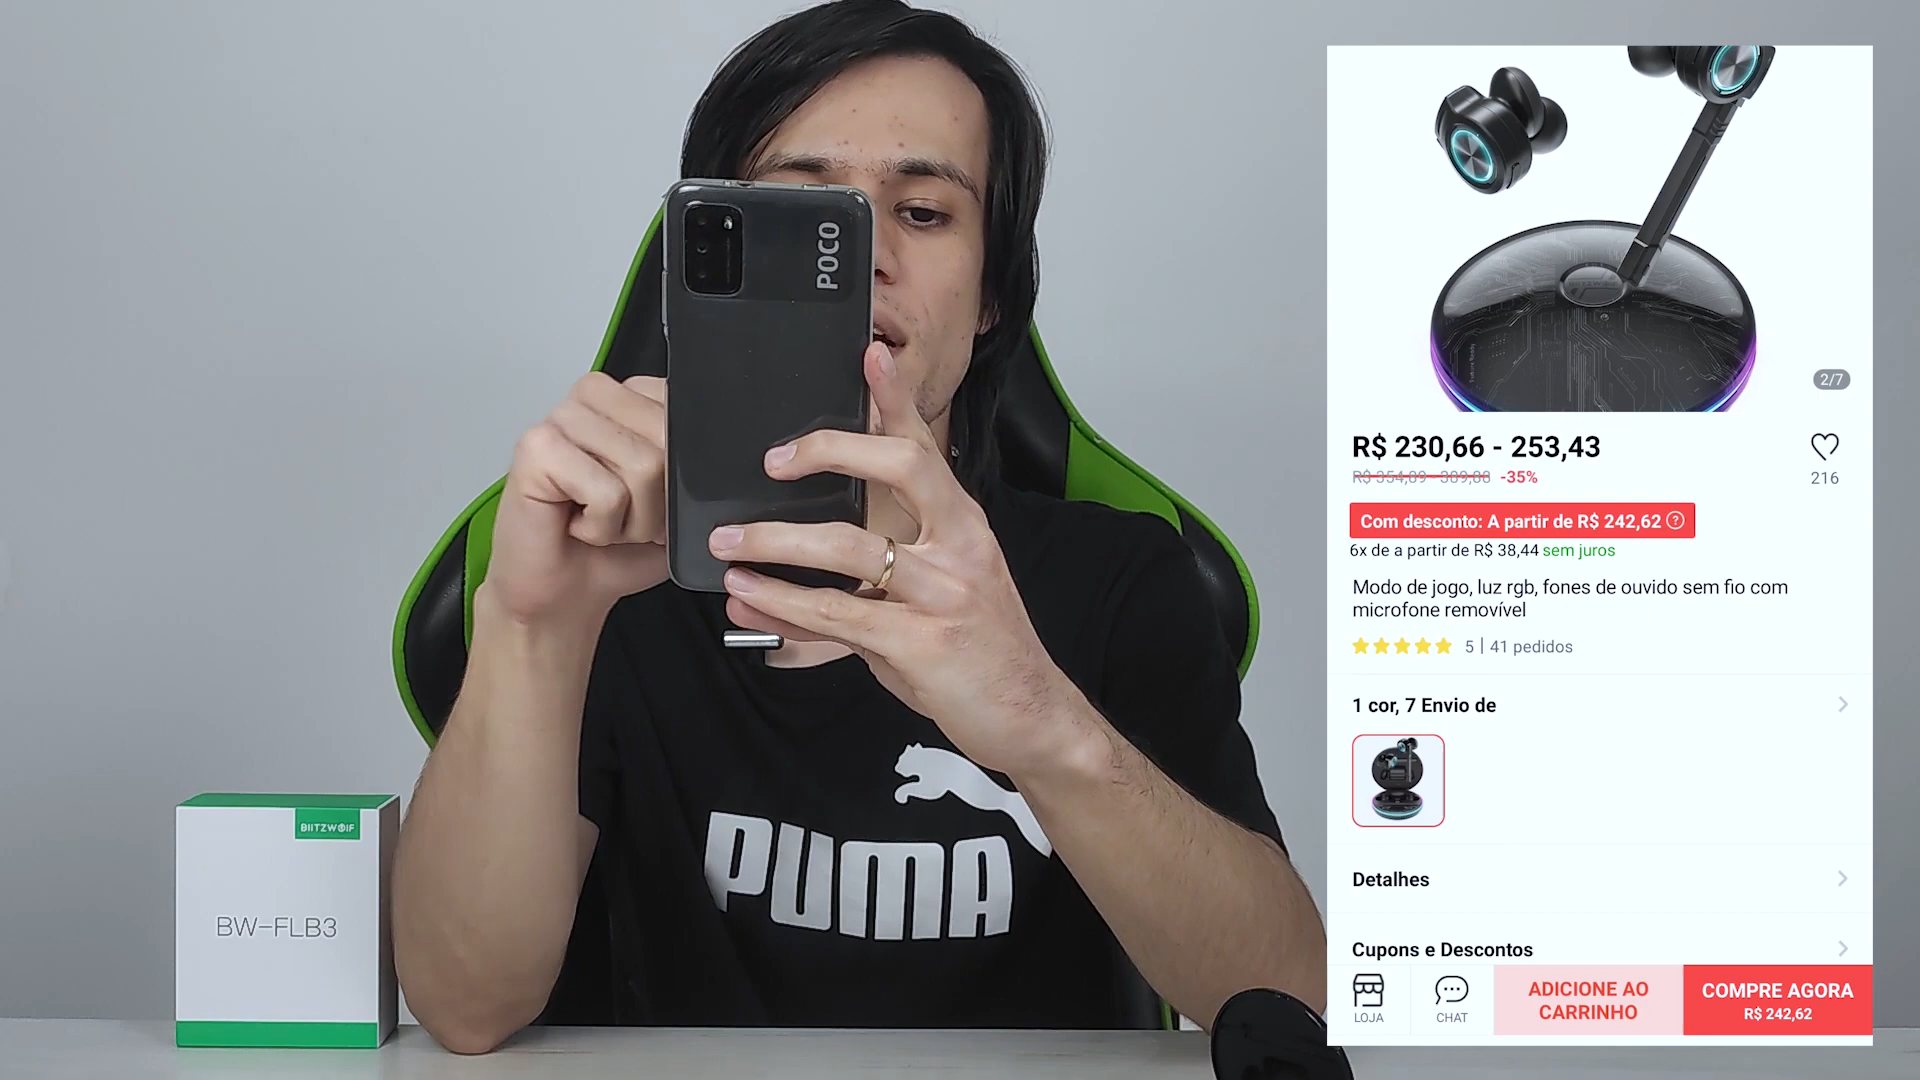 POCO
PUMA
BlITZWOlF
BW-FLB3
2/7
R$ 230,66 - 253,43
216
R$ 354,89 - 389,88 -35%
Com desconto: A partir de R$ 242,62 ?
6x de a partir de R$ 38,44 sem juros
Modo de jogo, luz rgb, fones de ouvido sem fio com
microfone removível
5 | 41 pedidos
1 cor, 7 Envio de
Detalhes
Cupons e Descontos
LOJA
CHAT
ADICIONE AO
CARRINHO
COMPRE AGORA
R$ 242,62